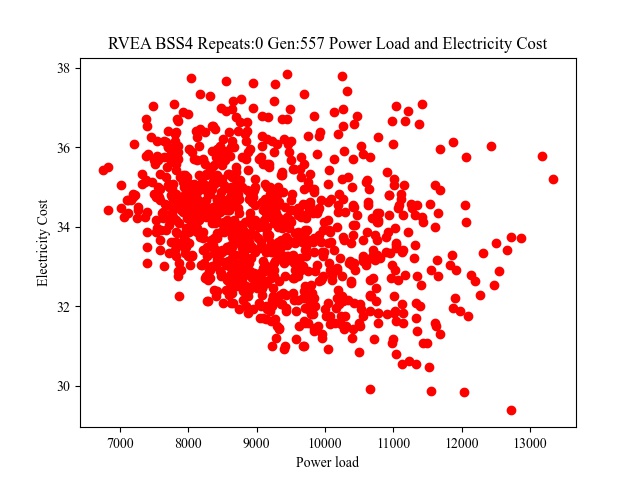 RVEA BSS4 Repeats:0 Gen:557 Power Load and Electricity Cost
38
36
34
32
30
Electricity Cost
7000 8000 9000 10000 11000 12000 13000
Power load